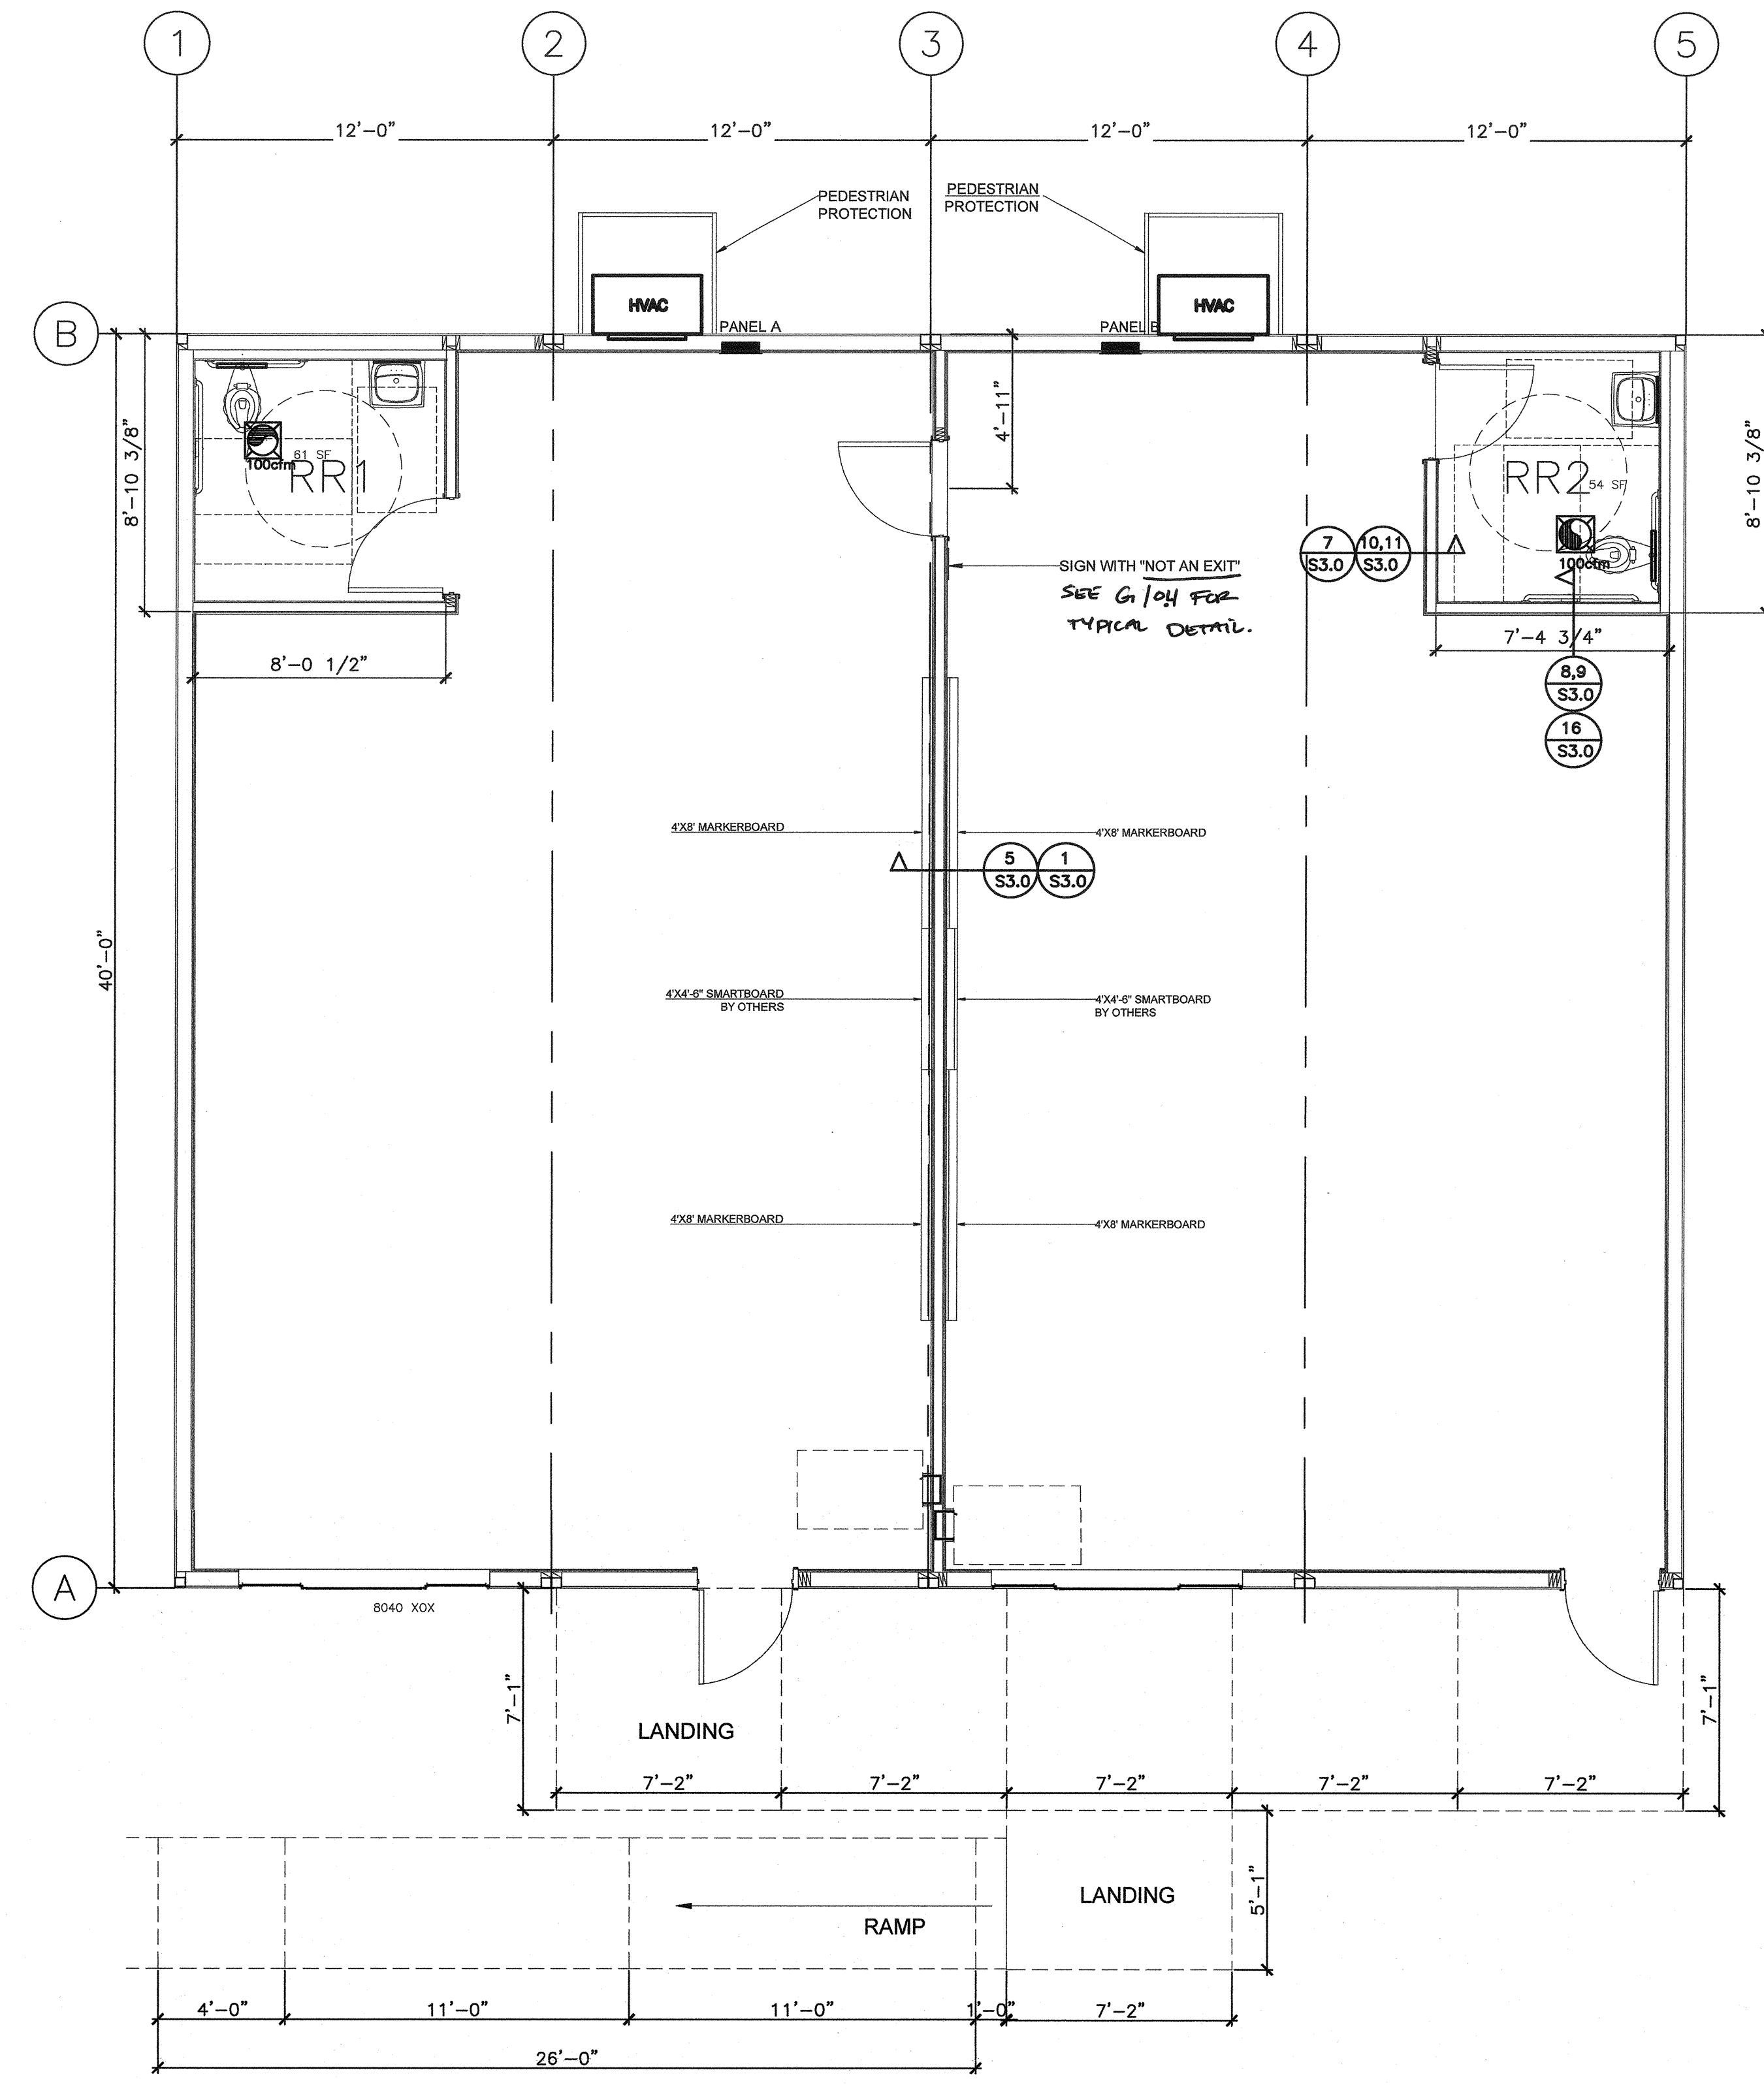 1
2
3
4
5
12'-0"
12'-0"
12'-0"
12'-0"
PEDESTRIAN
PROTECTION
PEDESTRIAN
PROTECTION
HVAC
HVAC
B
PANEL A
PANEL B
8'-10 3/8"
61 SF
100cfm
RR1
4'-11"
RR2
54 SF
100cfm
8'-10 3/8"
7
S3.0
10,11
S3.0
SIGN WITH "NOT AN EXIT"
SEE G/0.4 FOR
TYPICAL DETAIL.
8'-0 1/2"
7'-4 3/4"
8,9
S3.0
16
S3.0
4'X8' MARKERBOARD
4'X8' MARKERBOARD
5
S3.0
1
S3.0
40'-0"
4'X4'-6" SMARTBOARD
BY OTHERS
4'X4'-6" SMARTBOARD
BY OTHERS
4'X8' MARKERBOARD
4'X8' MARKERBOARD
A
8040 XOX
7'-1"
LANDING
7'-1"
7'-2"
7'-2"
7'-2"
7'-2"
7'-2"
LANDING
5'-1"
RAMP
4'-0"
11'-0"
11'-0"
1'-0"
7'-2"
26'-0"